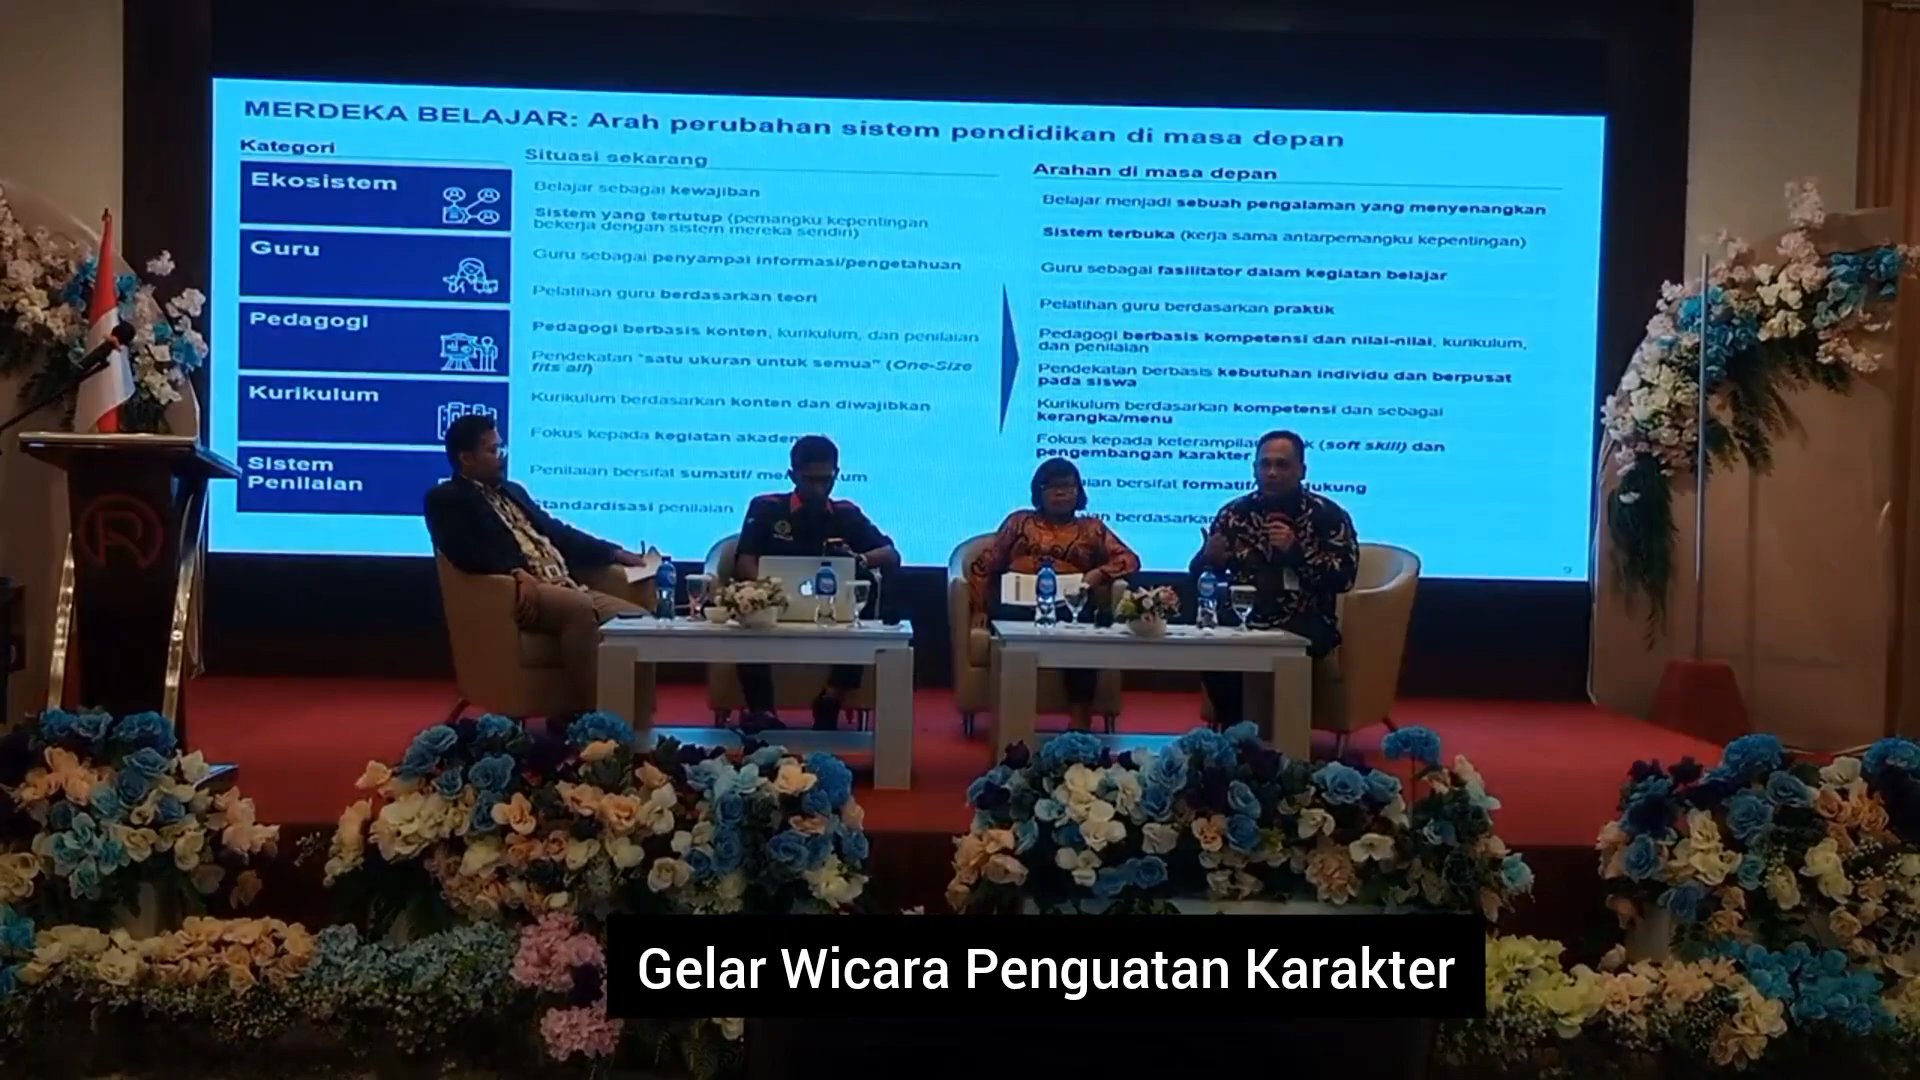 MERDEKA BELAJAR: Arah perubahan sistem pendidikan di masa depan
Kategori
Situasi sekarang
Arahan di masa depan
Ekosistem
Belajar sebagai kewajiban
Belajar menjadi sebuah pengalaman yang menyenangkan
Sistem yang tertutup (pemangku kepentingan
bekerja dengan sistem mereka sendiri)
Sistem terbuka (kerja sama antarpemangku kepentingan)
Guru
Guru sebagai penyampai informasi/pengetahuan
Guru sebagai fasilitator dalam kegiatan belajar
Pelatihan guru berdasarkan teori
Pelatihan guru berdasarkan praktik
Pedagogi
Pedagogi berbasis konten, kurikulum, dan penilaian
Pedagogi berbasis kompetensi dan nilai-nilai, kurikulum,
dan penilaian
Pendekatan "satu ukuran untuk semua" (One-Size
fits all)
Pendekatan berbasis kebutuhan individu dan berpusat
pada siswa
Kurikulum
Kurikulum berdasarkan konten dan diwajibkan
Kurikulum berdasarkan kompetensi dan sebagai
kerangka/menu
Fokus kepada kegiatan
Fokus kepada (soft skill) dan
pengembangan karakter
Sistem
Penilaian
Penilaian bersifat sumatif/
bersifat formatif/
Standardisasi penilaian
9
Gelar Wicara Penguatan Karakter